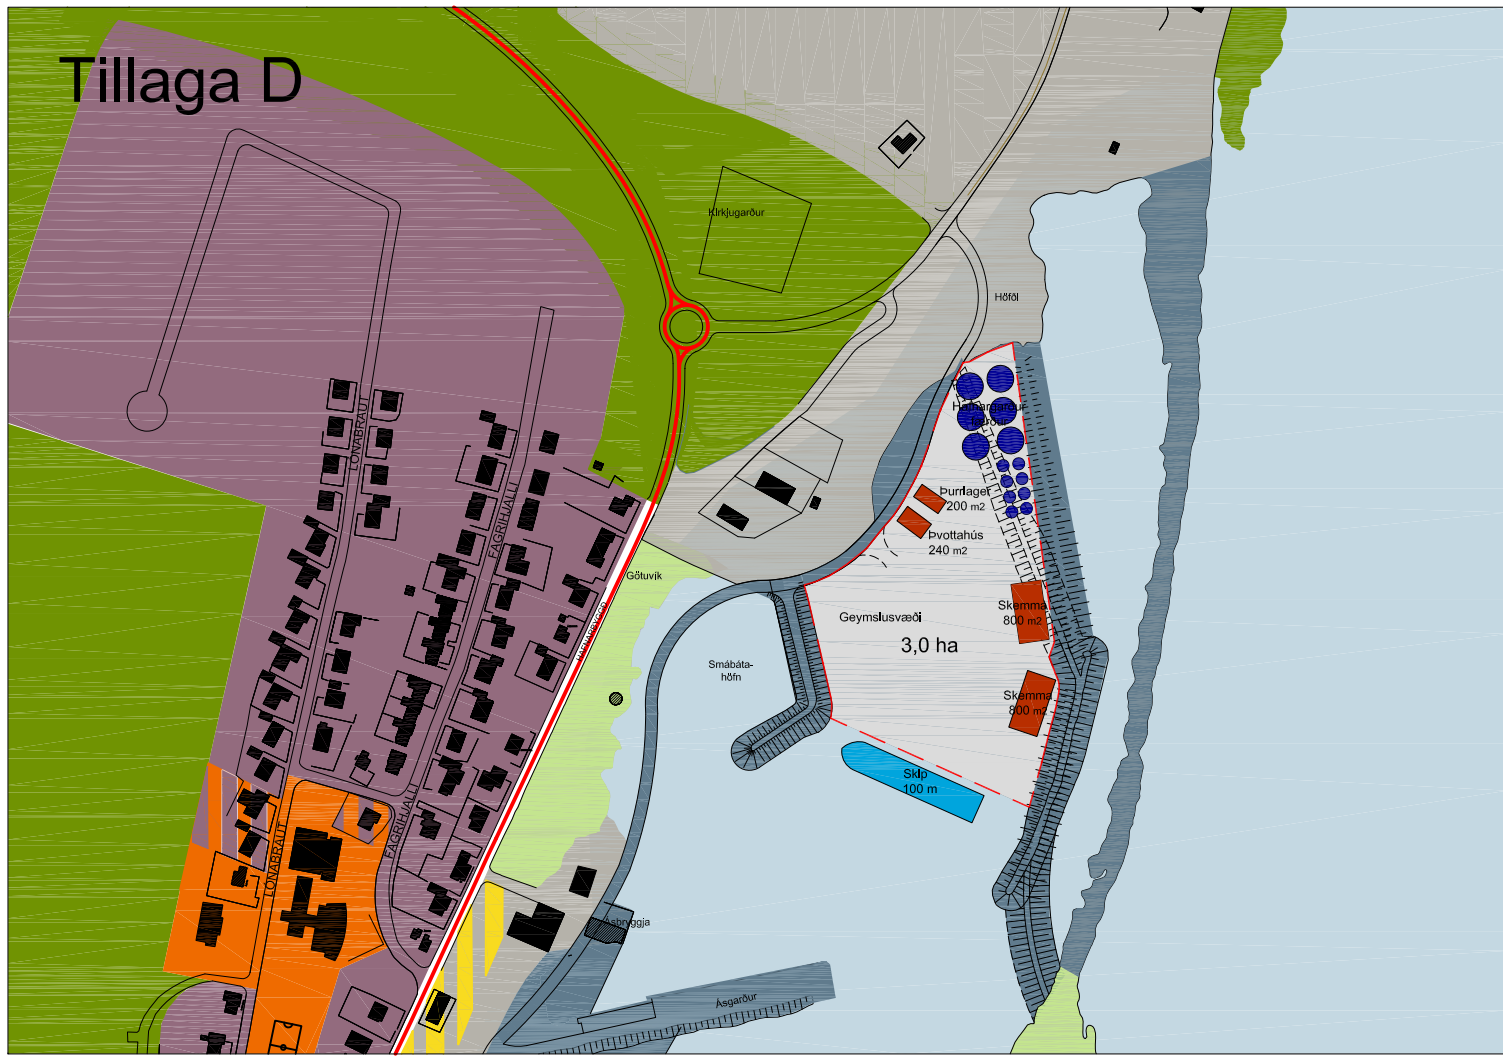 Tillaga D
Kirkjugarður
Höfði
Þurrlager
200 m2
Þvottahús
240 m2
Götuvík
Geymslusvæði
3,0 ha
Skemma
800 m2
Smábáta-
höfn
Skemma
800 m2
Skip
100 m
LÓNABRAUT
FAGRIHJALLI
FAGRIHJALLI
LÓNABRAUT
Ásbryggja
Ásgarður